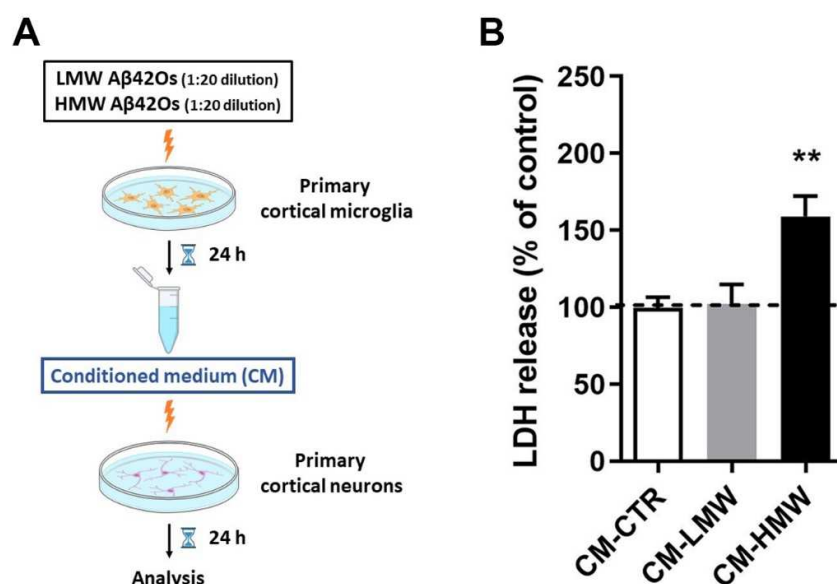 A
LMW Aβ42Os (1:20 dilution)
HMW Aβ42Os (1:20 dilution)
Primary
cortical microglia
24 h
Conditioned medium (CM)
Primary
cortical neurons
24 h
Analysis
B
LDH release (% of control)
250
200
150
100
50
0
**
CM-CTR
CM-LMW
CM-HMW